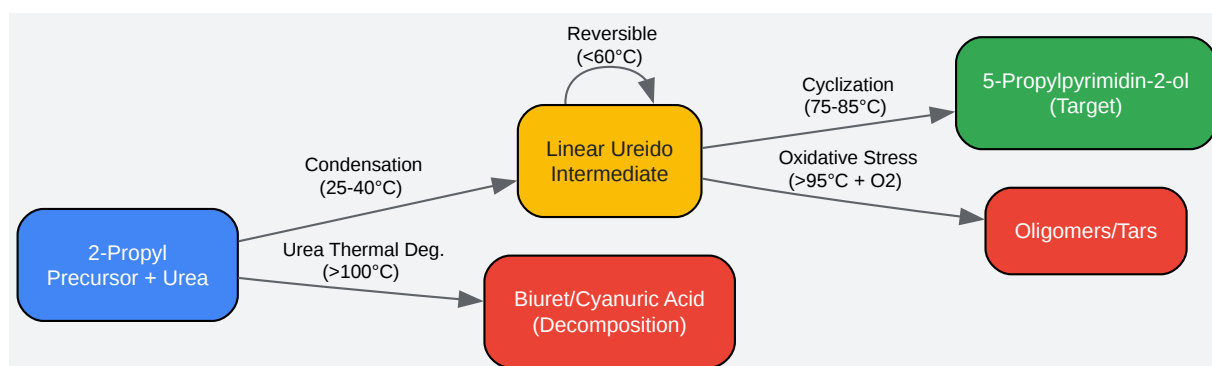 Reversible
(<60°C)
Cyclization
(75-85°C)
5-Propylpyrimidin-2-ol
(Target)
Linear Ureido
Intermediate
Condensation
(25-40°C)
Oxidative Stress
(>95°C + O2)
Oligomers/Tars
2-Propyl
Precursor + Urea
Urea Thermal Deg.
(>100°C)
Biuret/Cyanuric Acid
(Decomposition)